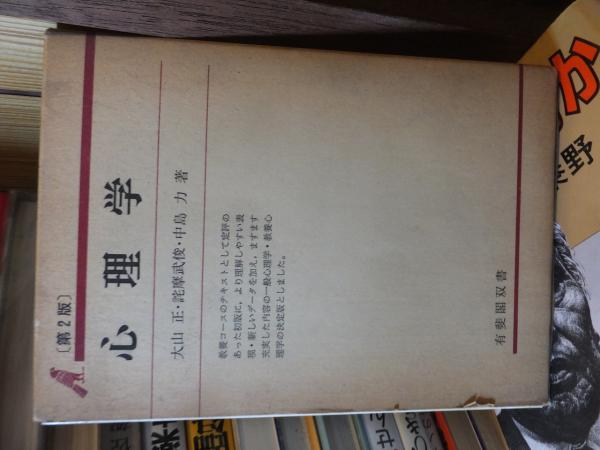 〔第2版〕
心理学
大山 正・詫摩武俊・中島 力 著
教養コースのテキストとして定評の
あった初版に，より理解しやすい表
現・新しいデータを加え，ますます
充実した内容の一般心理学・教養心
理学の決定版としました。
有斐閣双書
か
野